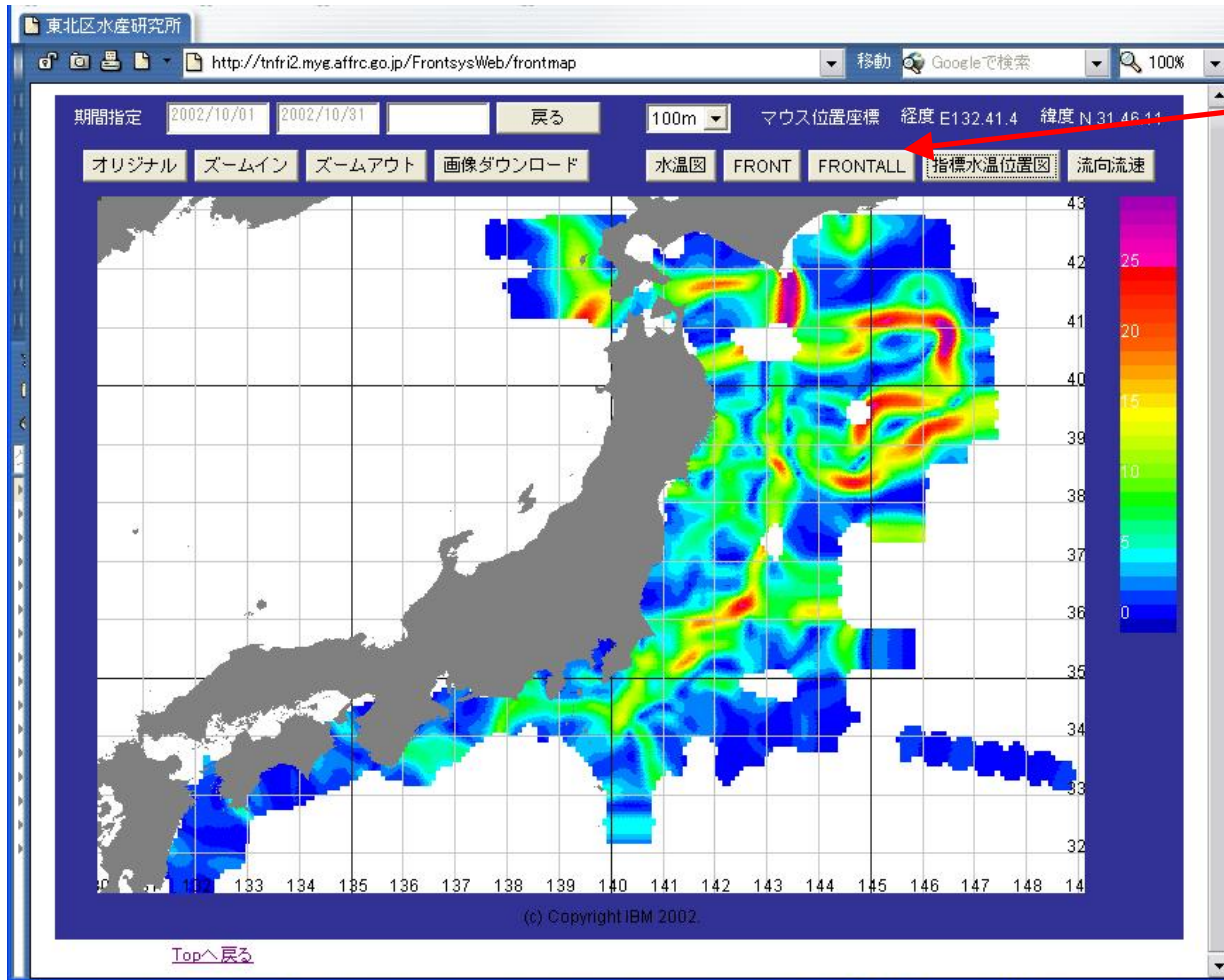 東北区水産研究所
http://tnfri2.myg.affrc.go.jp/FrontsysWeb/frontmap 移動 Googleで検索 100%
期間指定 2002/10/01 2002/10/31 戻る 100m マウス位置座標 経度 E132.41.4 緯度 N 31.46.11
オリジナル ズームイン ズームアウト 画像ダウンロード 水温図 FRONT FRONTALL 指標水温位置図 流向流速
43
42
41
40
39
38
37
36
35
34
33
32
25
20
15
10
5
0
132 133 134 135 136 137 138 139 140 141 142 143 144 145 146 147 148 14
(c) Copyright IBM 2002.
Topへ戻る